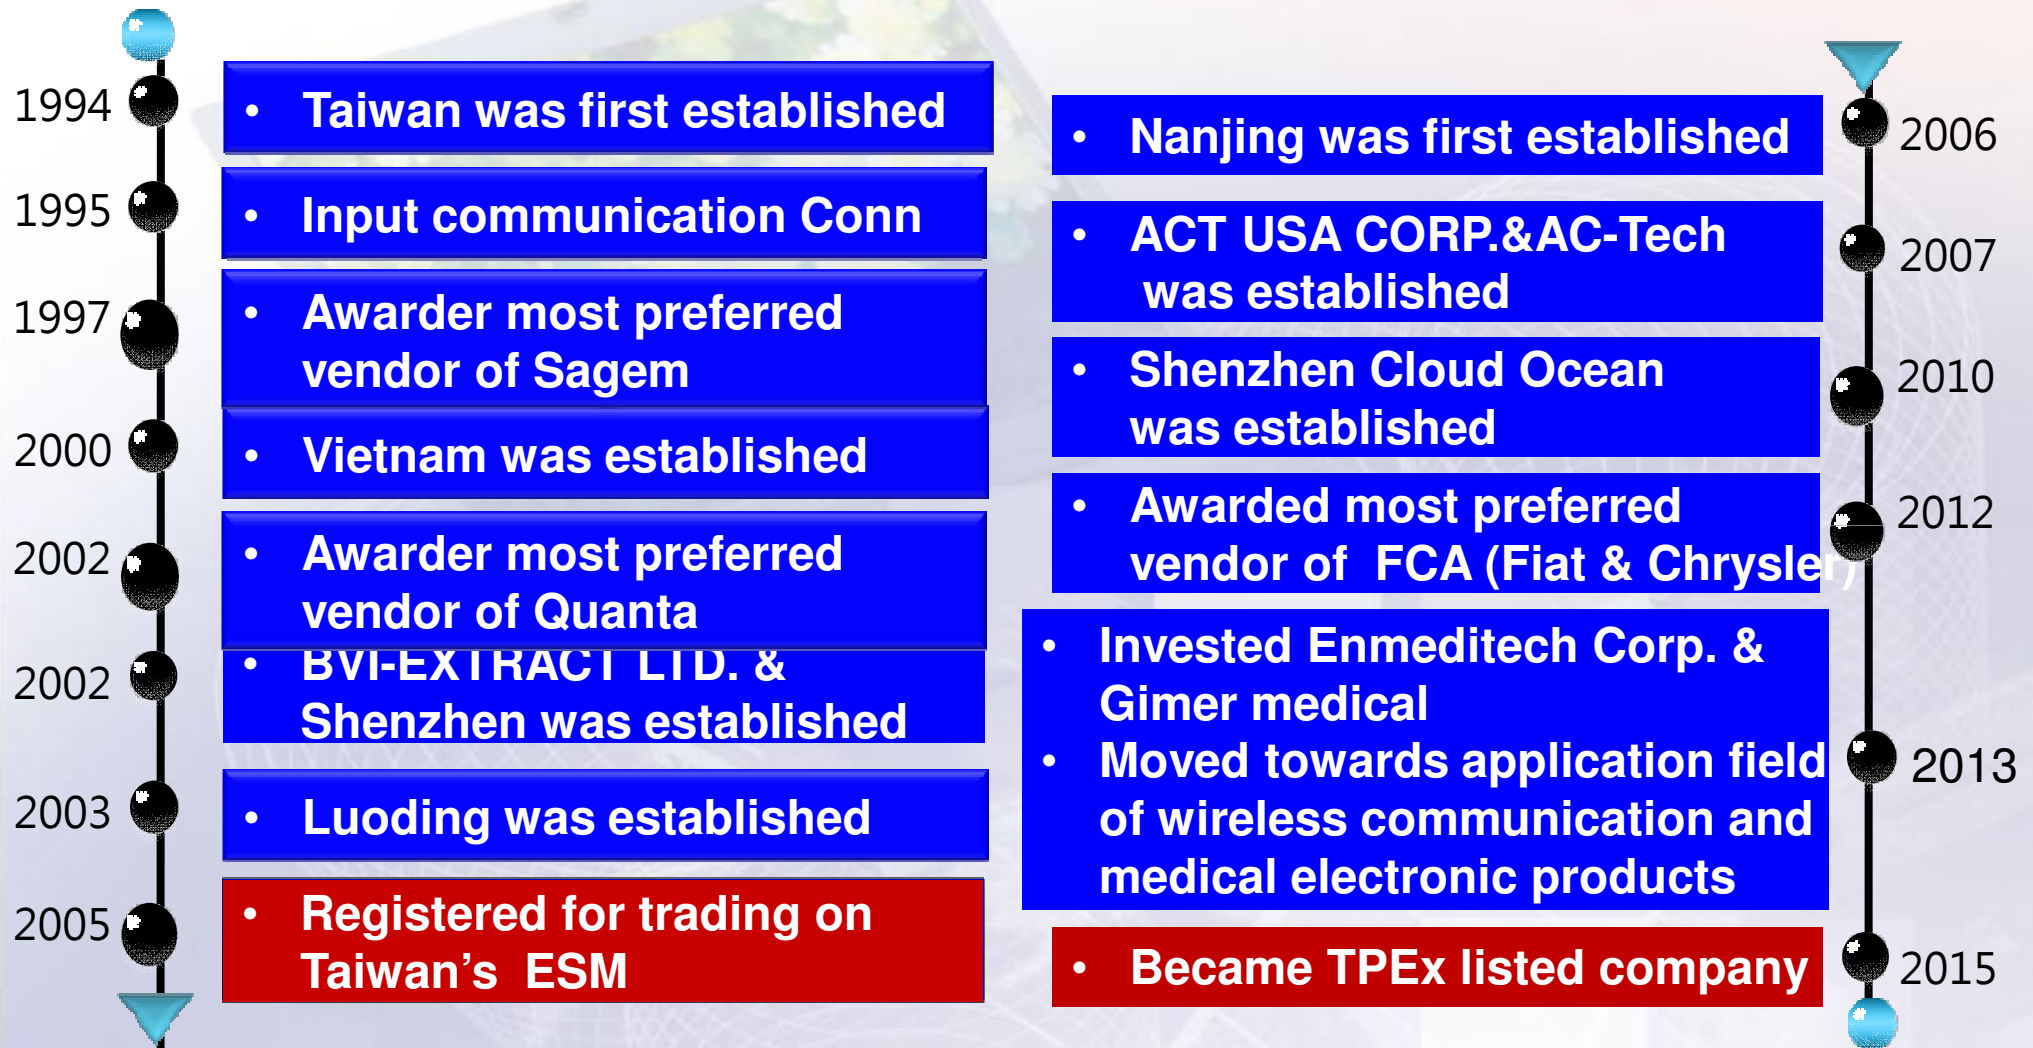 1994
• Taiwan was first established
1995
• Input communication Conn
1997
• Awarder most preferred
vendor of Sagem
2000
• Vietnam was established
2002
• Awarder most preferred
vendor of Quanta
2002
• BVI-EXTRACT LTD. &
Shenzhen was established
2003
• Luoding was established
2005
• Registered for trading on
Taiwan’s ESM
• Nanjing was first established
2006
• ACT USA CORP.&AC-Tech
was established
2007
• Shenzhen Cloud Ocean
was established
2010
• Awarded most preferred
vendor of FCA (Fiat & Chrysler)
2012
• Invested Enmeditech Corp. &
Gimer medical
• Moved towards application field
of wireless communication and
medical electronic products
2013
• Became TPEx listed company
2015